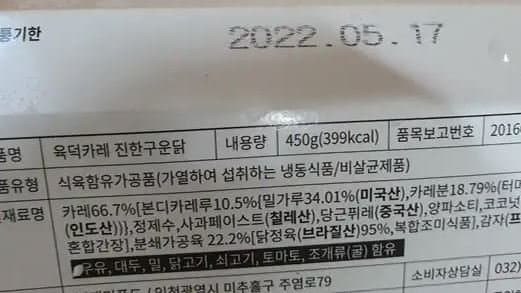 통기한 2022.05.17
품명 육덕카레 진한구운닭 내용량 450g(399kcal) 품목보고번호 2016
품유형 식육함유가공품(가열하여 섭취하는 냉동식품/비살균제품)
재료명 카레66.7%[본디카레루10.5%{밀가루34.01%(미국산),카레분18.79%(터머
(인도산))},정제수,사과페이스트(칠레산),당근퓌레(중국산),양파소티,코코넛
혼합간장],분쇄가공육 22.2%[닭정육(브라질산)95%,복합조미식품],감자(프
우유, 대두, 밀, 닭고기, 쇠고기, 토마토, 조개류(굴) 함유
소비자상담실 032)
인천광역시 미추홀구 주염로79